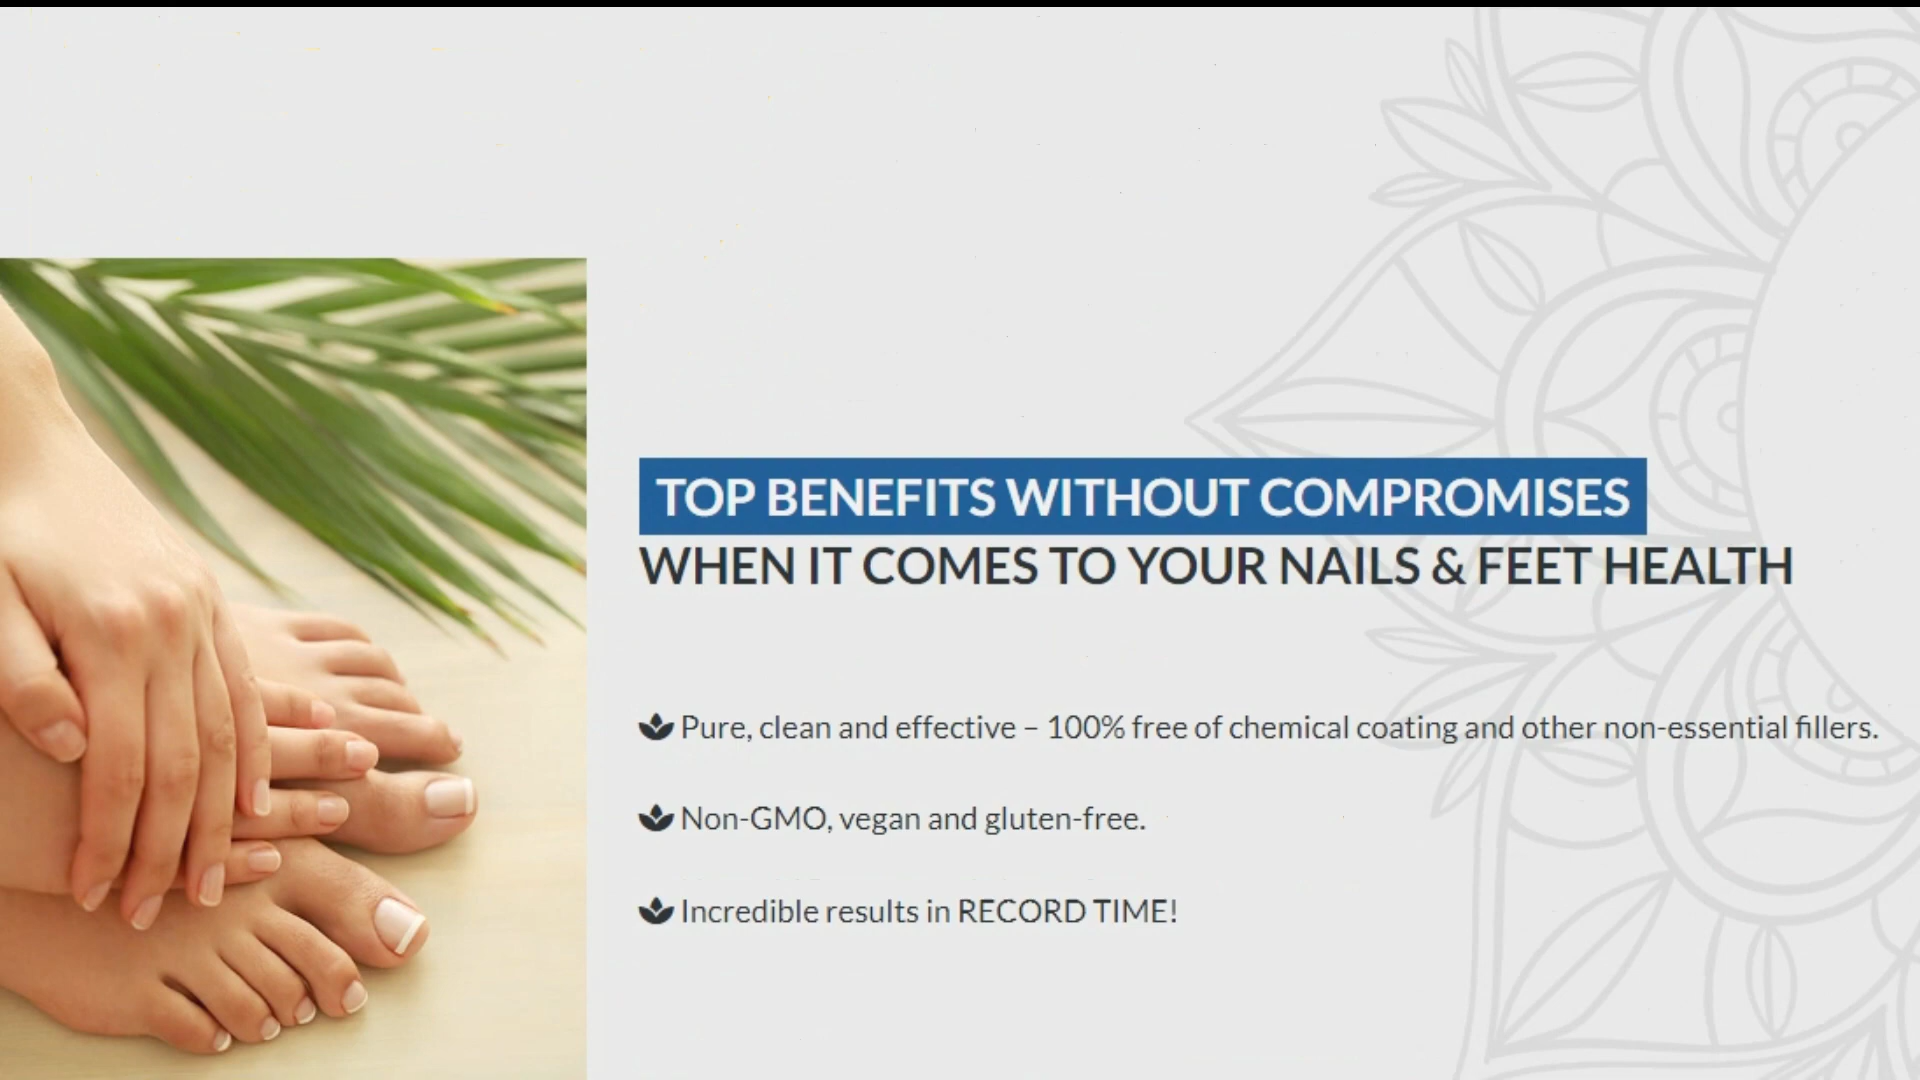 TOP BENEFITS WITHOUT COMPROMISES
WHEN IT COMES TO YOUR NAILS & FEET HEALTH
Pure, clean and effective – 100% free of chemical coating and other non-essential fillers.
Non-GMO, vegan and gluten-free.
Incredible results in RECORD TIME!